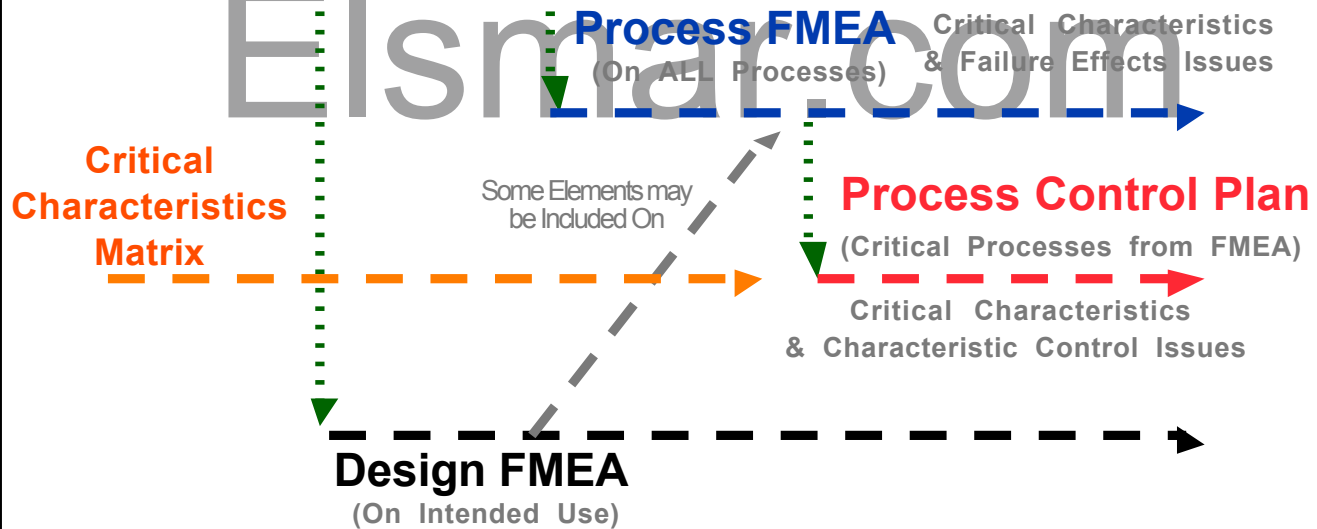 Elsmar.com
Process FMEA
(On ALL Processes)
Critical Characteristics
& Failure Effects Issues
Critical
Characteristics
Matrix
Some Elements may
be Included On
Process Control Plan
(Critical Processes from FMEA)
Critical Characteristics
& Characteristic Control Issues
Design FMEA
(On Intended Use)